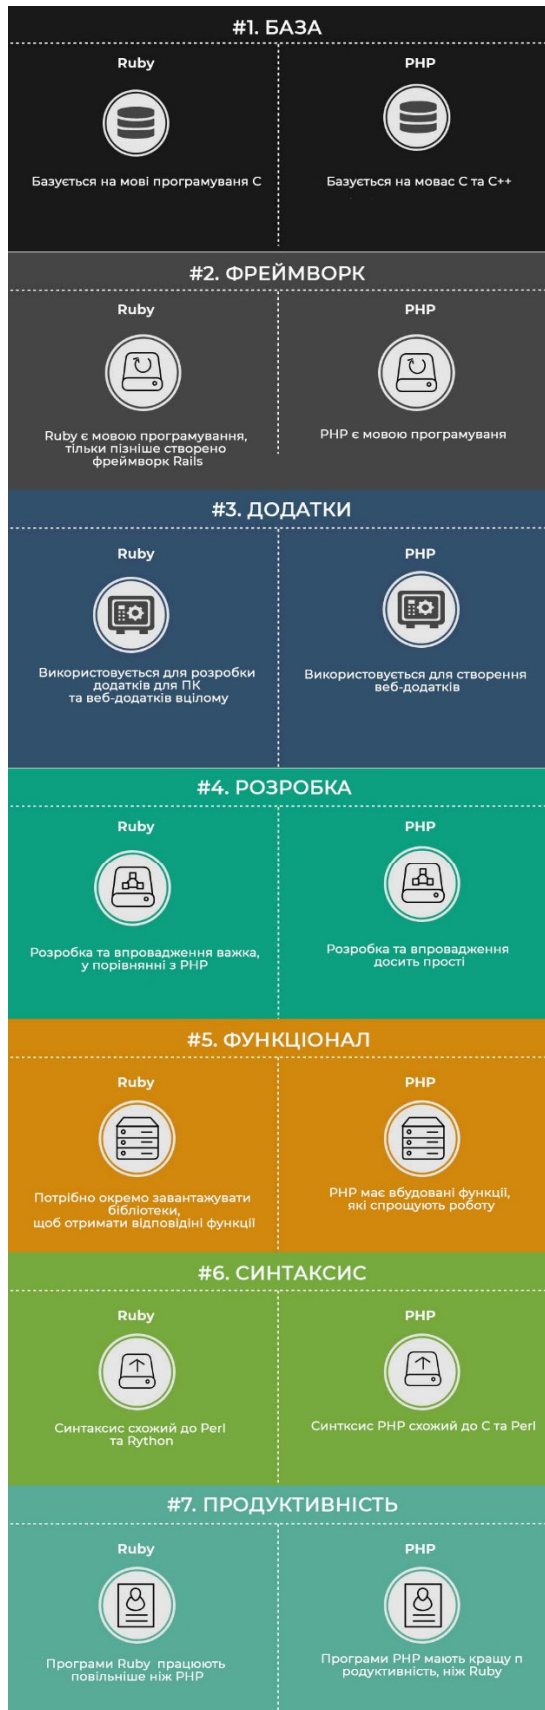 #1. БАЗА
Ruby
Базується на мові програмуваня C
PHP
Базується на мовас C та C++
#2. ФРЕЙМВОРК
Ruby
Ruby є мовою програмування,
тільки пізніше створено
фреймворк Rails
PHP
PHP є мовою програмуваня
#3. ДОДАТКИ
Ruby
Використовується для розробки
додатків для ПК
та веб-додатків вцілому
PHP
Використовується для створення
веб-додатків
#4. РОЗРОБКА
Ruby
Розробка та впровадження важка,
у порівнянні з PHP
PHP
Розробка та впровадження
досить прості
#5. ФУНКЦІОНАЛ
Ruby
Потрібно окремо завантажувати
бібліотеки,
щоб отримати відповідіні функції
PHP
PHP має вбудовані функції,
які спрощують роботу
#6. СИНТАКСИС
Ruby
Синтаксис схожий до Perl
та Rython
PHP
Синтксис PHP схожий до C та Perl
#7. ПРОДУКТИВНІСТЬ
Ruby
Програми Ruby працюють
повільніше ніж PHP
PHP
Програми PHP мають кращу п
родуктивність, ніж Ruby